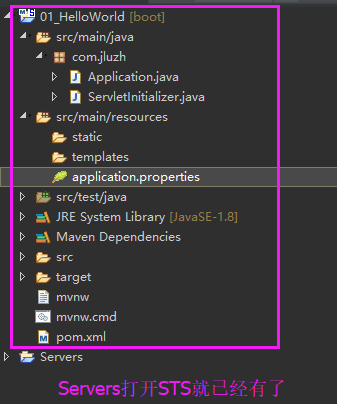 01_HelloWorld [boot]
src/main/java
com.jluzh
Application.java
ServletInitializer.java
src/main/resources
static
templates
application.properties
src/test/java
JRE System Library [JavaSE-1.8]
Maven Dependencies
src
target
mvnw
mvnw.cmd
pom.xml
Servers
Servers打开STS就已经有了